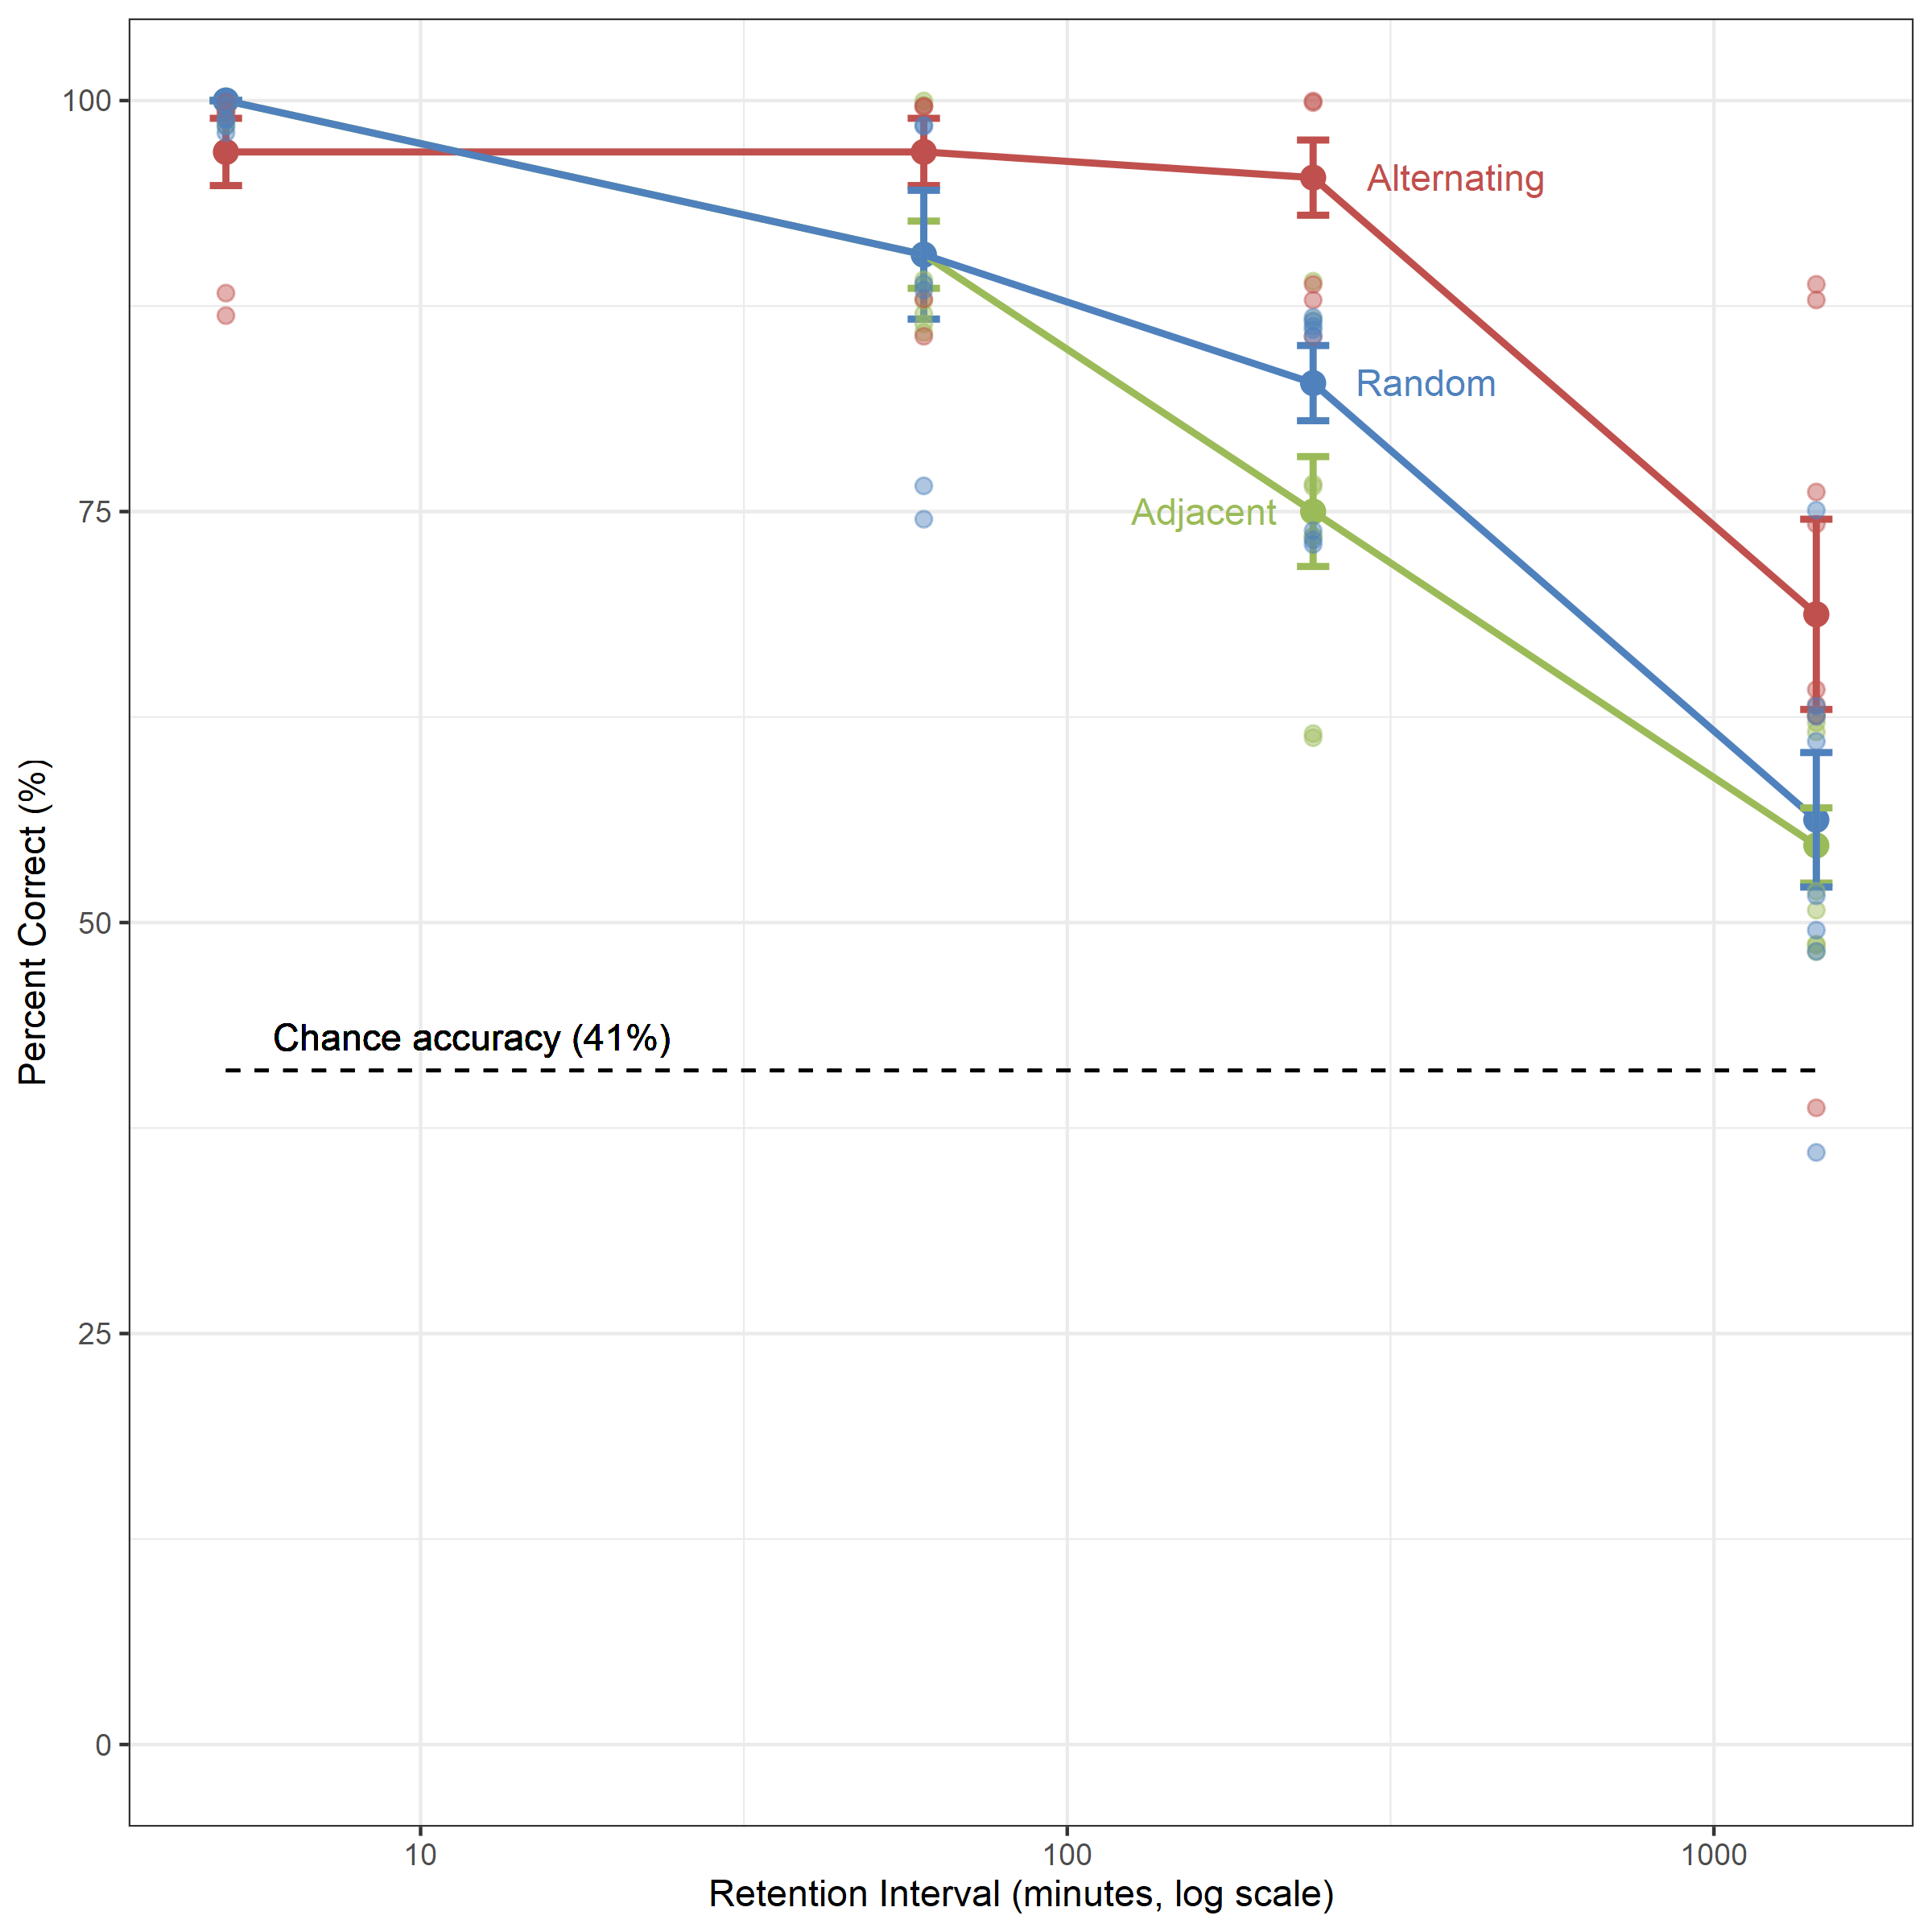 100
75
50
25
0
Percent Correct (%)
Alternating
Random
Adjacent
Chance accuracy (41%)
10
100
1000
Retention Interval (minutes, log scale)